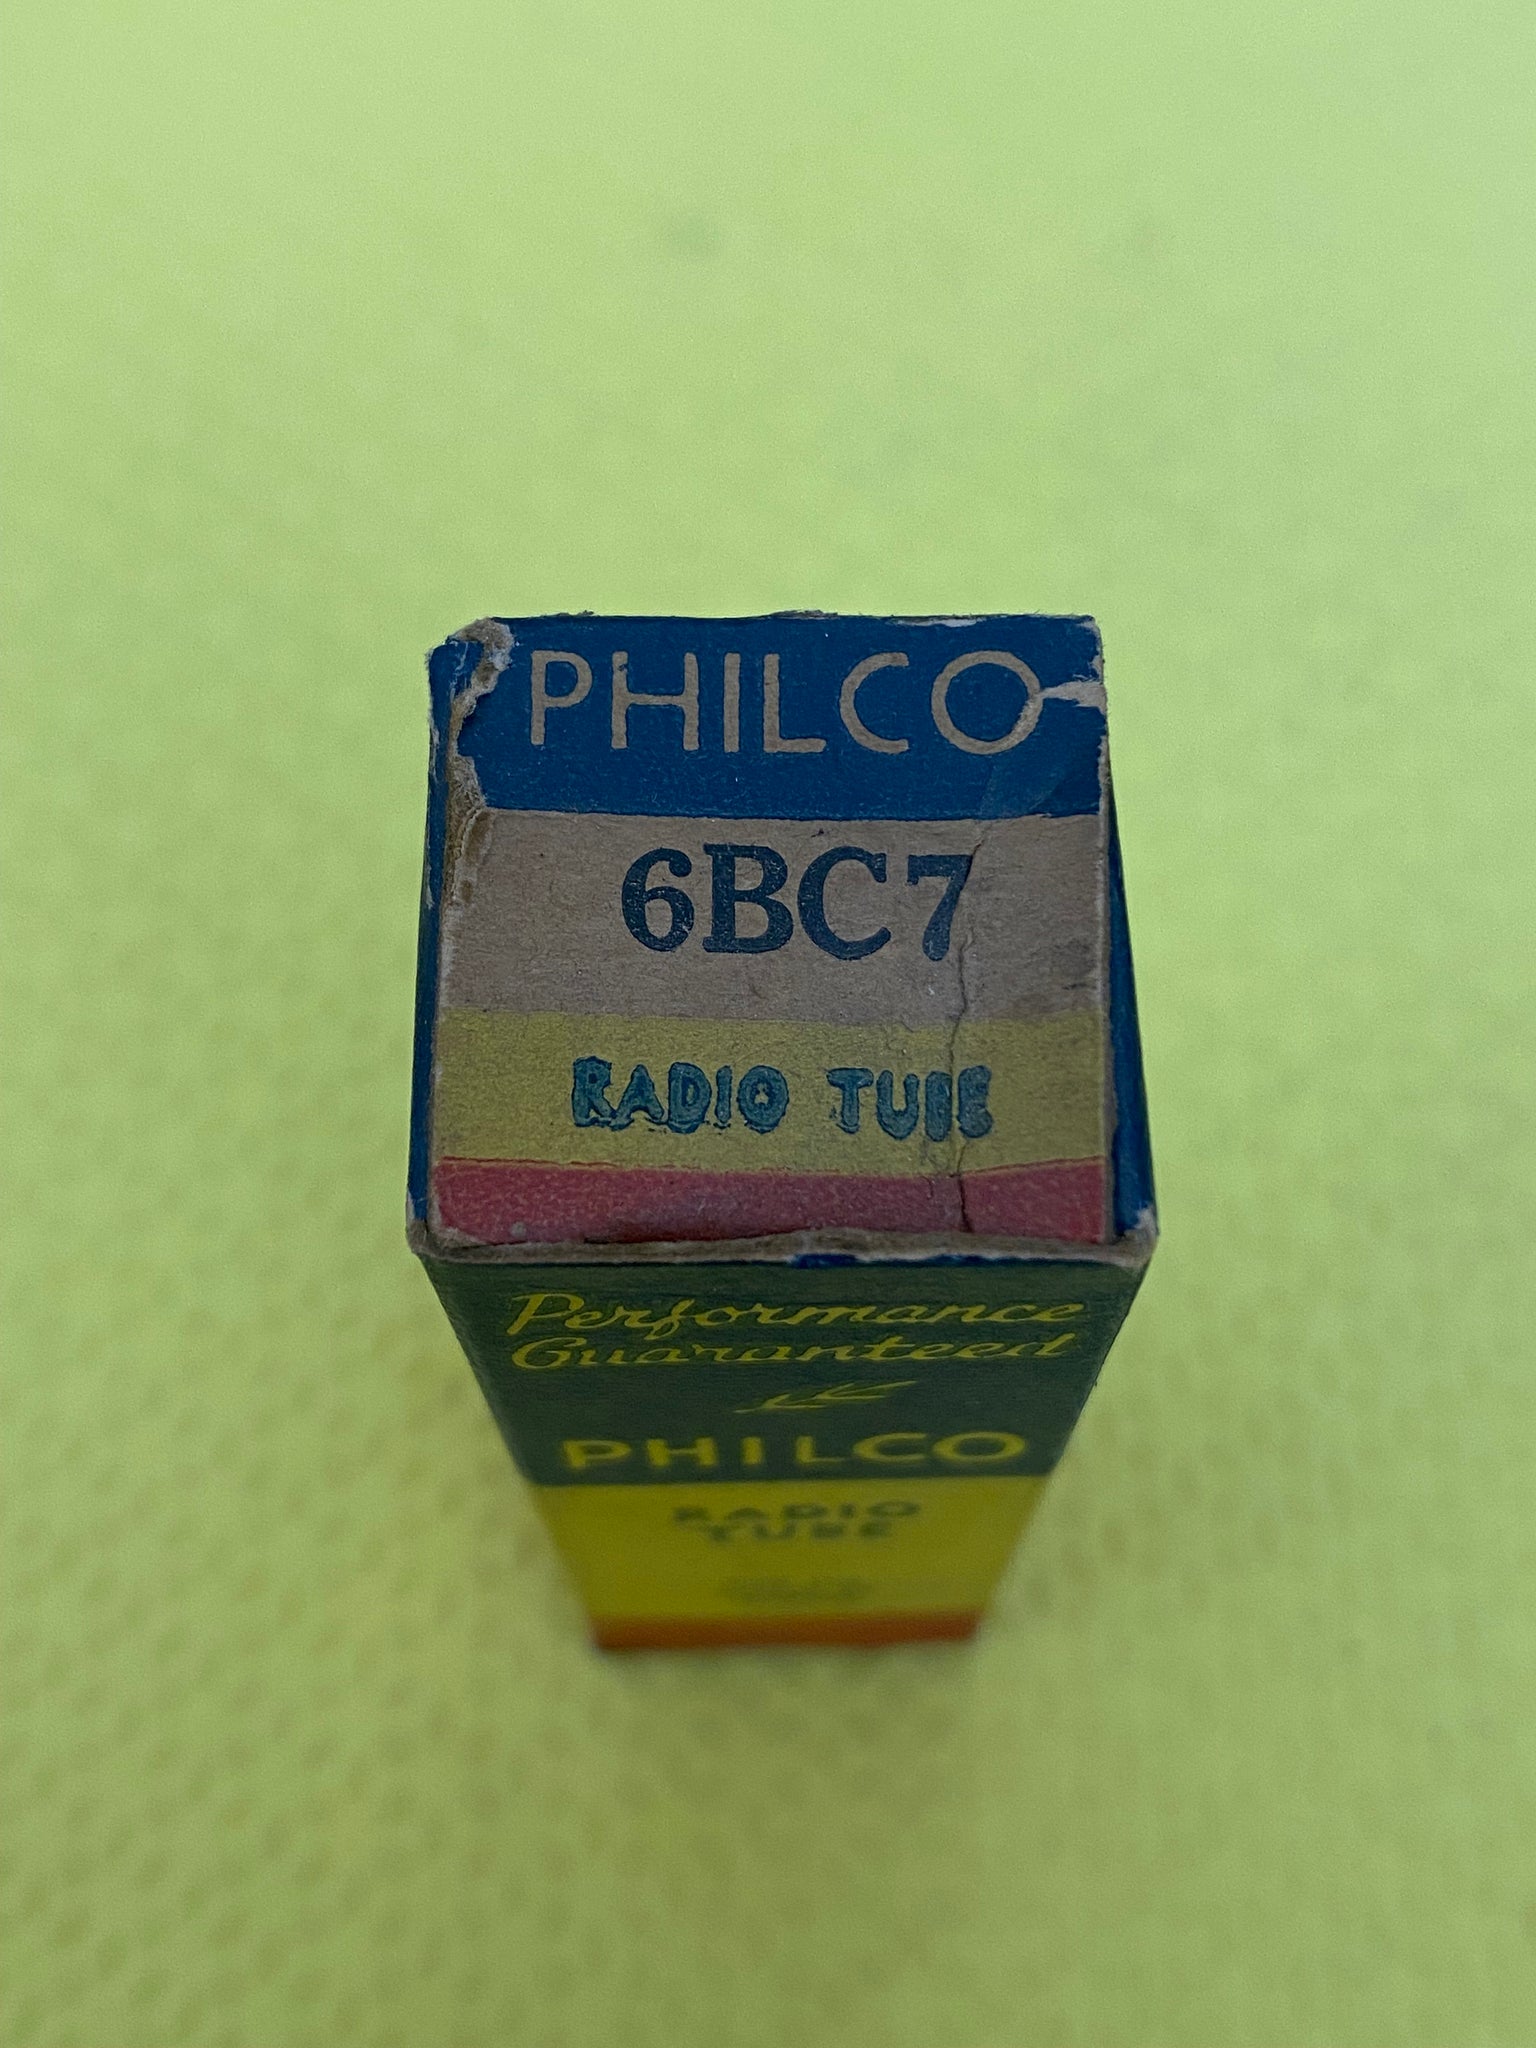 PHILCO
6BC7
RADIO TUBE
Performance
Guaranteed
PHILCO
RADIO
TUBE